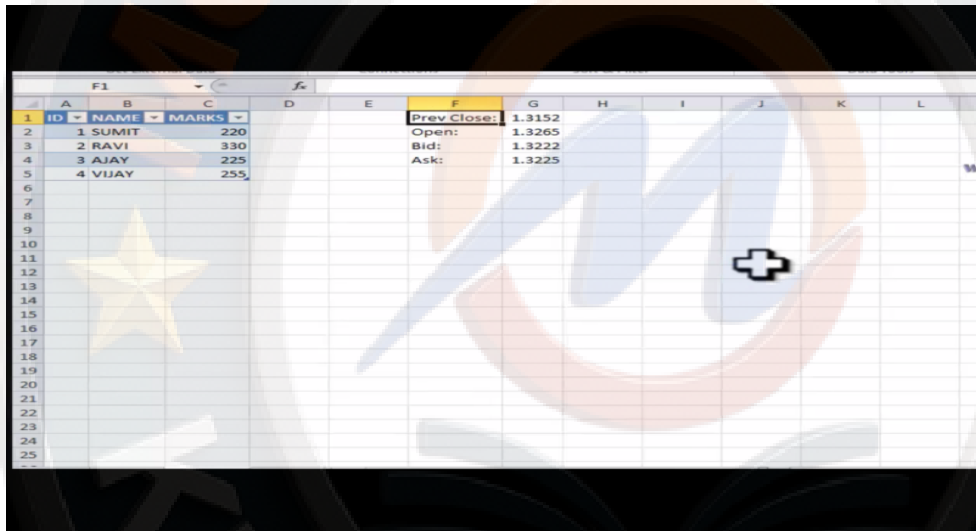 F1 fx
A B C D E F G H I J K L
1 ID NAME MARKS Prev Close: 1.3152
2 1 SUMIT 220 Open: 1.3265
3 2 RAVI 330 Bid: 1.3222
4 3 AJAY 225 Ask: 1.3225
5 4 VIJAY 255
6
7
8
9
10
11
12
13
14
15
16
17
18
19
20
21
22
23
24
25